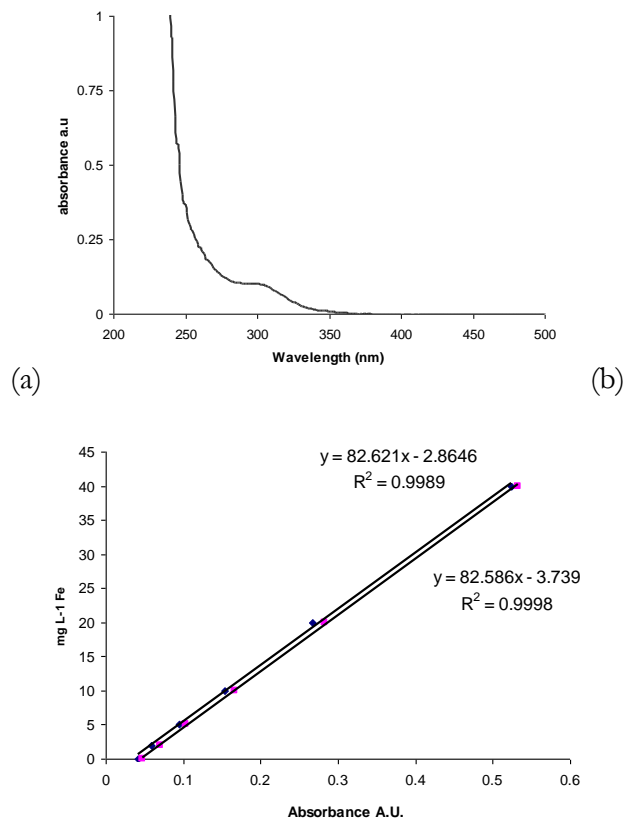 1
0.75
0.5
0.25
0
absorbance a.u
200 250 300 350 400 450 500
Wavelength (nm)
(a) (b)
45
40
35
30
25
20
15
10
5
0
mg L-1 Fe
y = 82.621x - 2.8646
R² = 0.9989
y = 82.586x - 3.739
R² = 0.9998
0 0.1 0.2 0.3 0.4 0.5 0.6
Absorbance A.U.